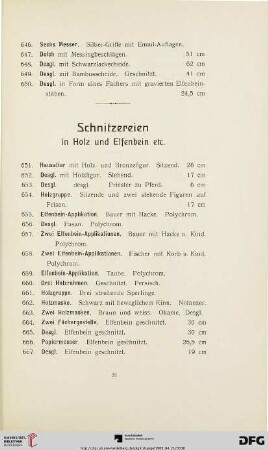 646. Sechs Messer. Silber-Griffe mit Email-Auflagen.
647. Dolch mit Messingbeschlägen. 51 cm
648. Desgl. mit Schwarzlackscheide. 62 cm
649. Desgl. mit Bambusscheide. Geschnitzt. 41 cm
650. Desgl. in Form eines Fächers mit gravierten Elfenbein-
stäben. 24,5 cm
Schnitzereien
in Holz und Elfenbein etc.
651. Hausaltar mit Holz- und Bronzefigur. Sitzend. 26 cm
652. Desgl. mit Holzfigur. Stehend. 17 cm
653. Desgl. desgl. Priester zu Pferd. 6 cm
654. Holzgruppe. Sitzende und zwei stehende Figuren auf
Felsen. 17 cm
655. Elfenbein-Applikation. Bauer mit Hacke. Polychrom.
656. Desgl. Fasan. Polychrom.
657. Zwei Elfenbein-Applikationen. Bauer mit Hacke u. Kind.
Polychrom.
658. Zwei Elfenbein-Applikationen. Fischer mit Korb u. Kind.
Polychrom.
659. Elfenbein-Applikation. Taube. Polychrom.
660. Drei Holzrahmen. Geschnitzt. Persisch.
661. Holzgruppe. Drei streitende Sperlinge.
662. Holzmaske. Schwarz mit beweglichem Kinn.
663. Zwei Holzmasken. Braun und weiss. Okame, Desgl.
664. Zwei Fächergestelle. Elfenbein geschnitzt. 30 cm
665. Desgl. Elfenbein geschnitzt. 30 cm
666. Papiermesser. Elfenbein geschnitzt. 26,5 cm
667. Desgl. Elfenbein geschnitzt. 19 cm
DFG